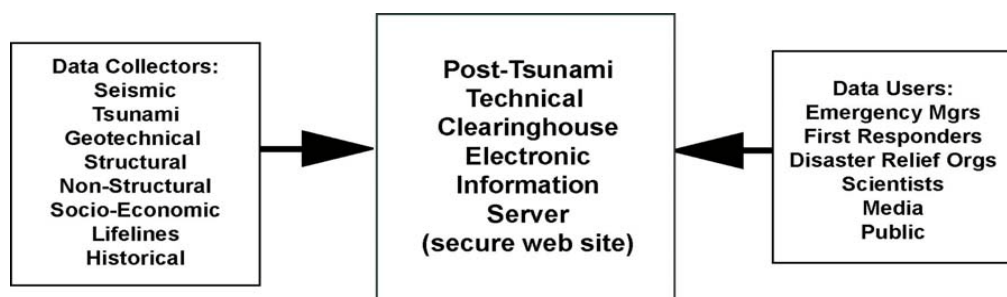 Data Collectors:
Seismic
Tsunami
Geotechnical
Structural
Non-Structural
Socio-Economic
Lifelines
Historical
Post-Tsunami
Technical
Clearinghouse
Electronic
Information
Server
(secure web site)
Data Users:
Emergency Mgrs
First Responders
Disaster Relief Orgs
Scientists
Media
Public